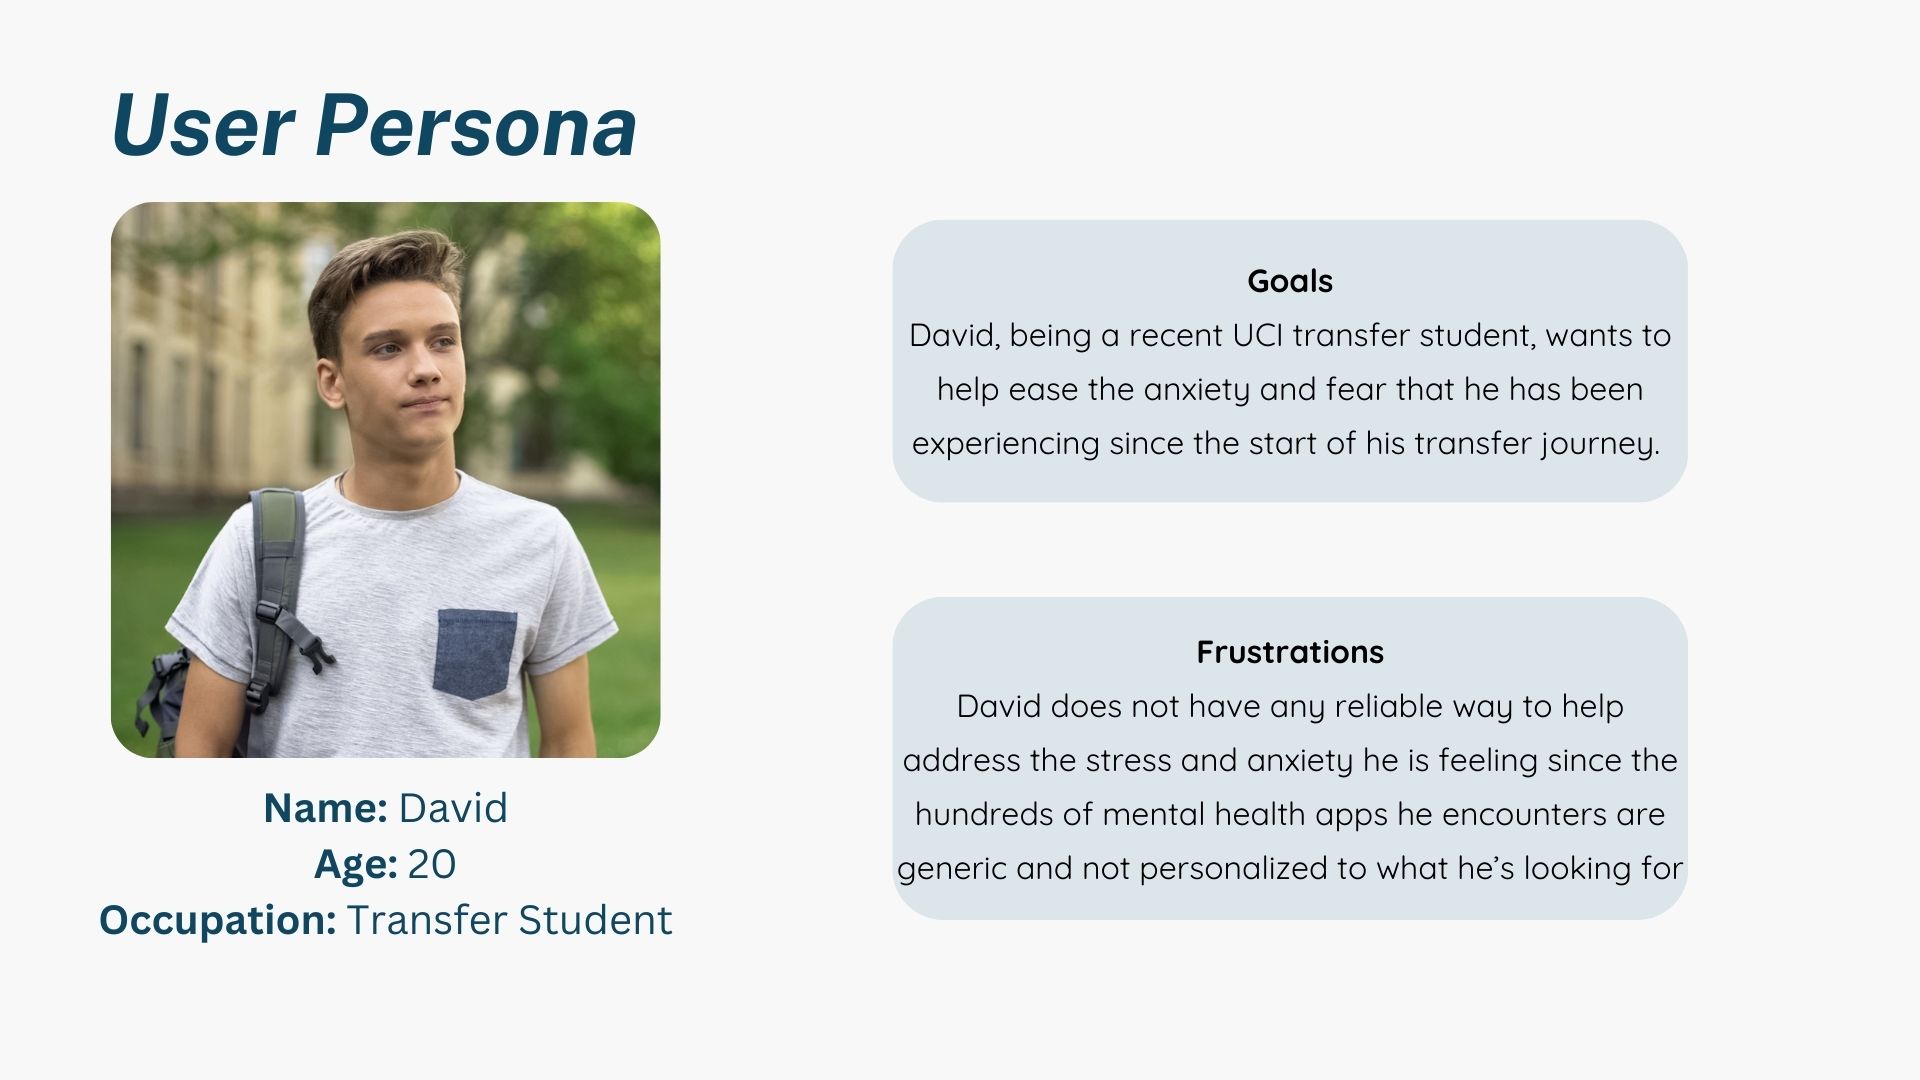 User Persona
Name: David
Age: 20
Occupation: Transfer Student
Goals
David, being a recent UCI transfer student, wants to
help ease the anxiety and fear that he has been
experiencing since the start of his transfer journey.
Frustrations
David does not have any reliable way to help
address the stress and anxiety he is feeling since the
hundreds of mental health apps he encounters are
generic and not personalized to what he’s looking for